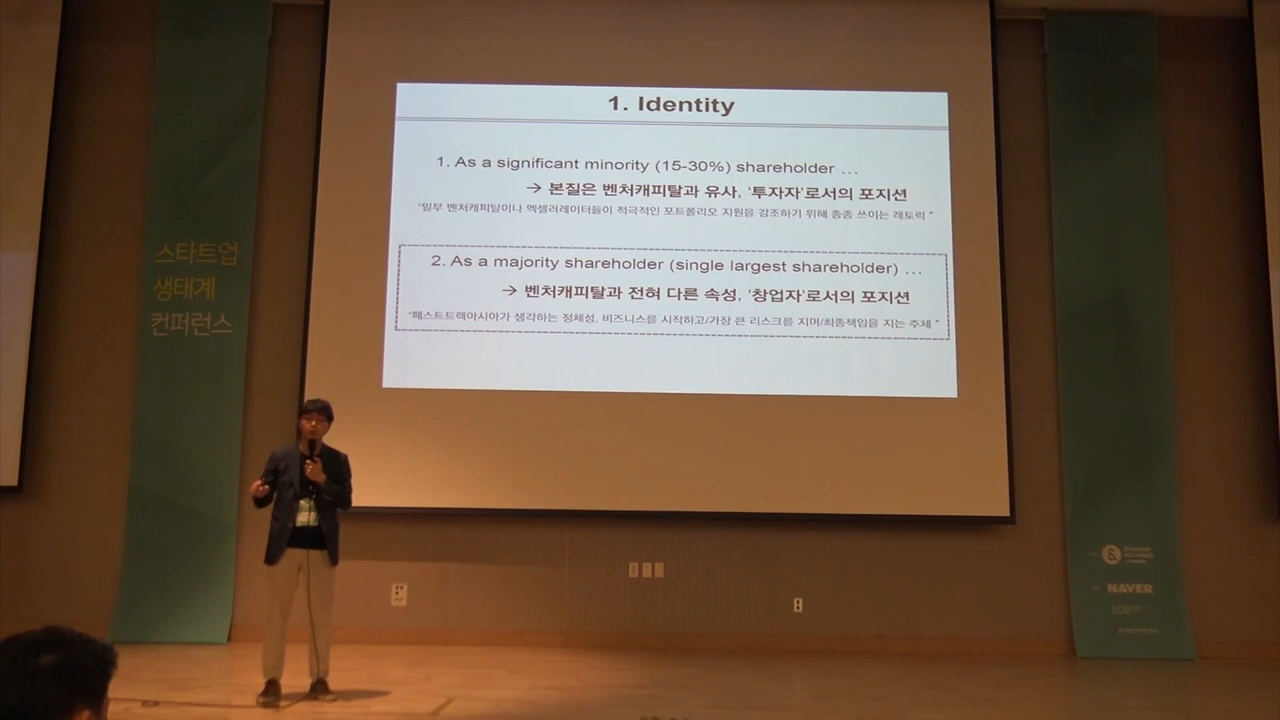 1. Identity
1. As a significant minority (15-30%) shareholder …
→ 본질은 벤처캐피탈과 유사, ‘투자자’로서의 포지션
“일부 벤처캐피탈이나 엑셀러레이터들이 적극적인 포트폴리오 지원을 강조하기 위해 종종 쓰이는 레토릭 ”
2. As a majority shareholder (single largest shareholder) …
→ 벤처캐피탈과 전혀 다른 속성, ‘창업자’로서의 포지션
“패스트트랙아시아가 생각하는 정체성, 비즈니스를 시작하고/가장 큰 리스크를 지며/최종책임을 지는 주체 ”
스타트업
생태계
컨퍼런스
STARTUP
ALLIANCE
NAVER